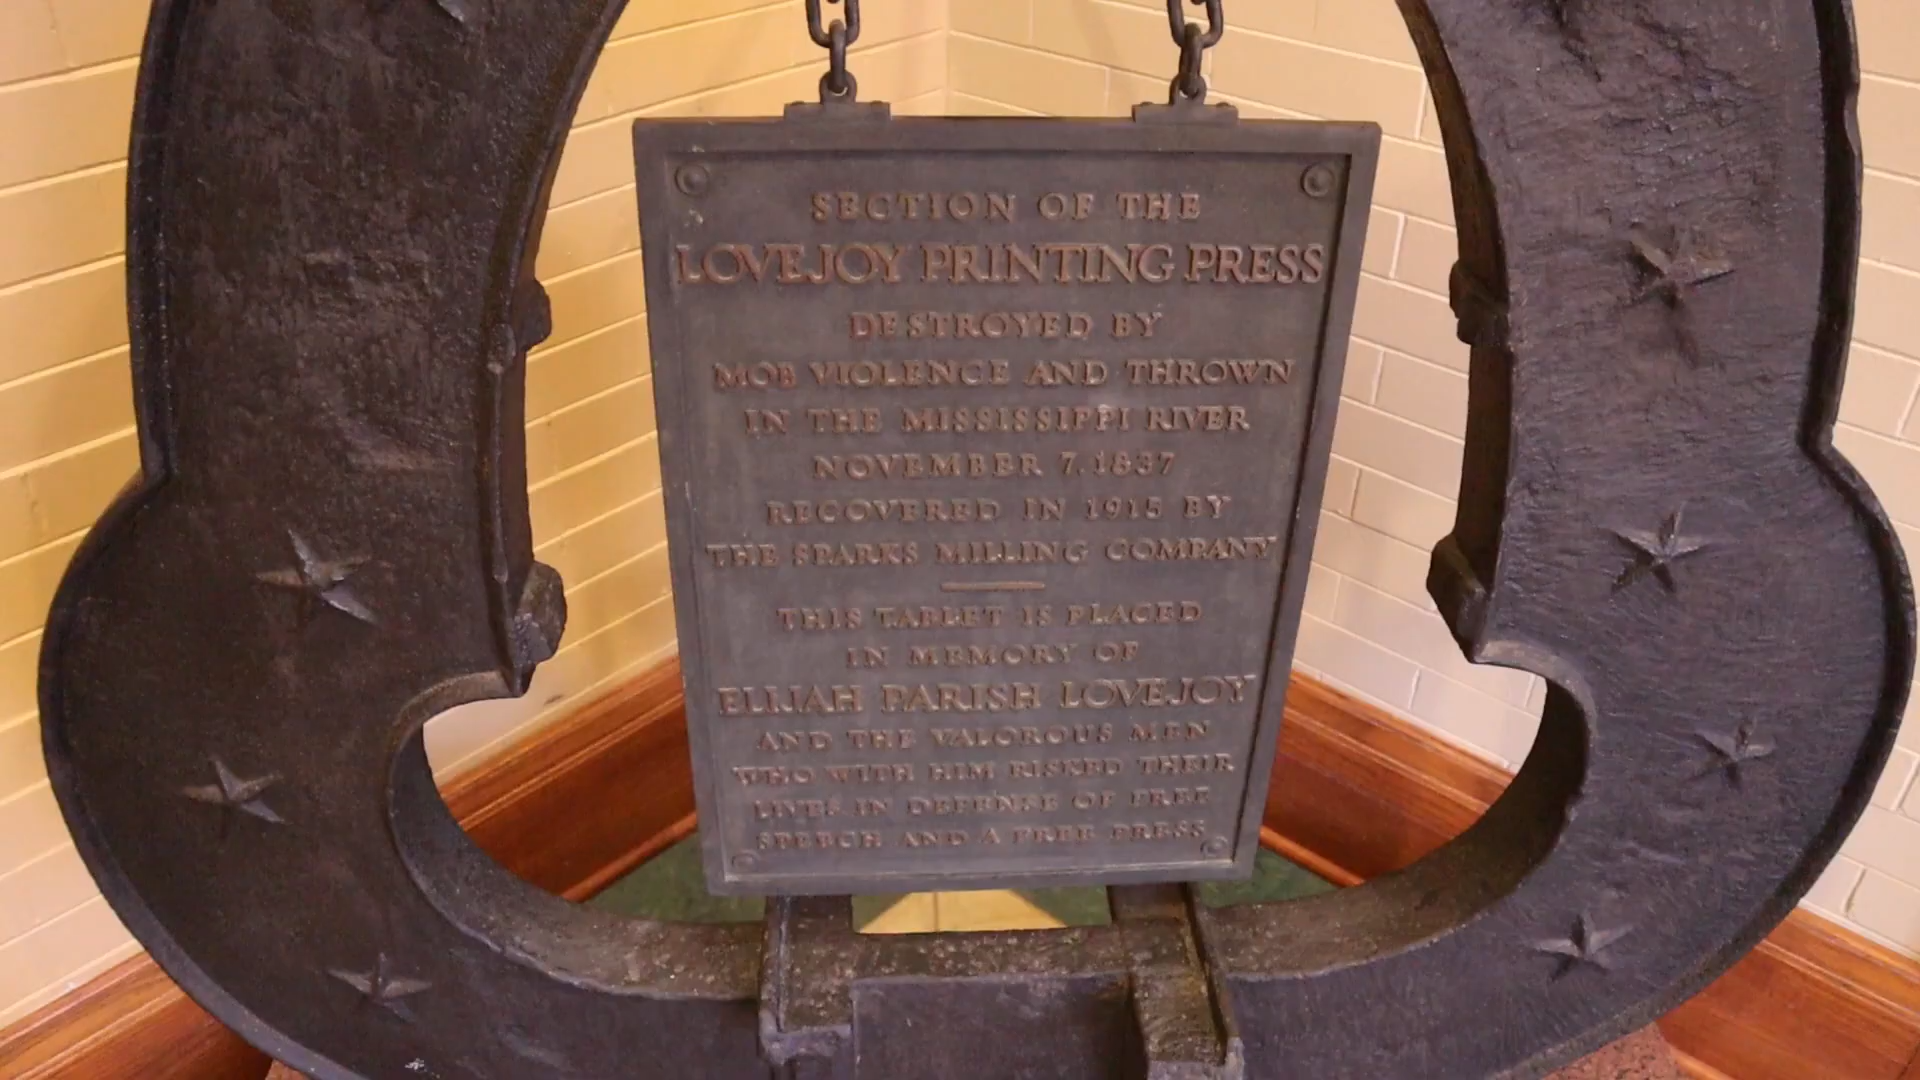 SECTION OF THE
LOVEJOY PRINTING PRESS
DESTROYED BY
MOB VIOLENCE AND THROWN
IN THE MISSISSIPPI RIVER
NOVEMBER 7. 1837
RECOVERED IN 1915 BY
THE SPARKS MILLING COMPANY
THIS TABLET IS PLACED
IN MEMORY OF
ELIJAH PARISH LOVEJOY
AND THE VALOROUS MEN
WHO WITH HIM RISKED THEIR
LIVES IN DEFENSE OF FREE
SPEECH AND A FREE PRESS